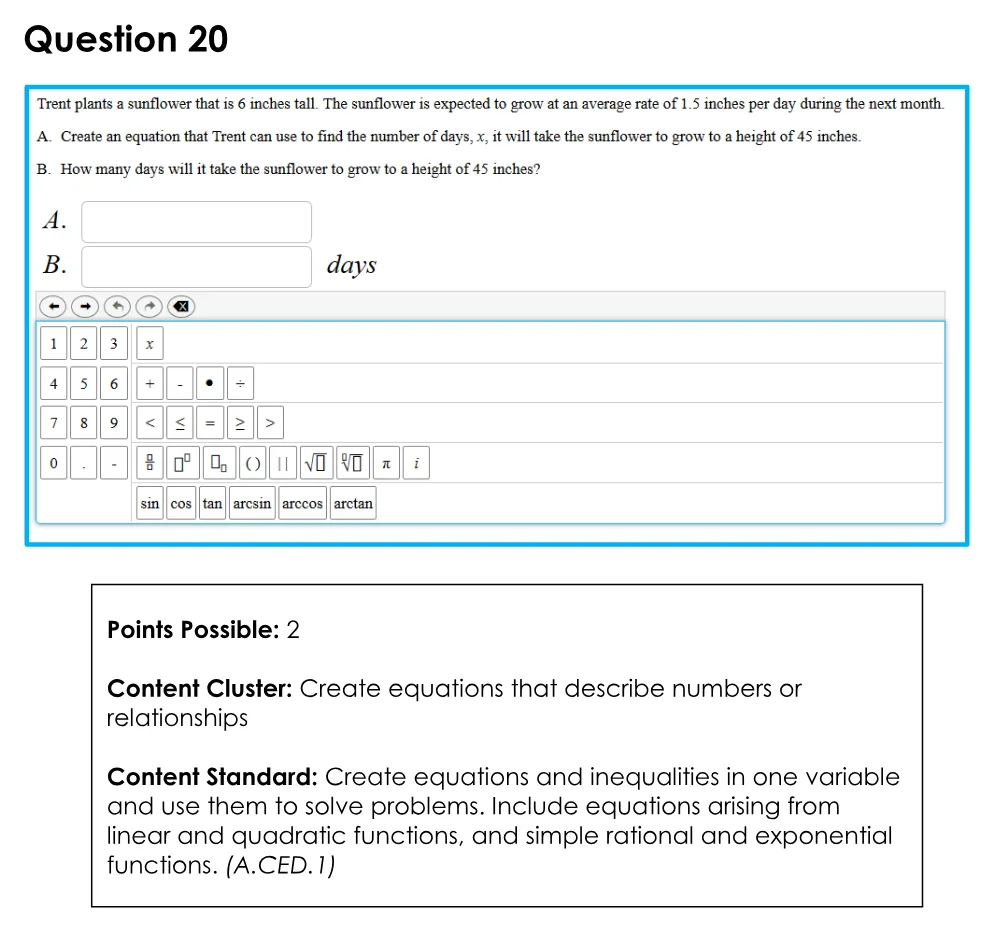 Question 20
Trent plants a sunflower that is 6 inches tall. The sunflower is expected to grow at an average rate of 1.5 inches per day during the next month.
A. Create an equation that Trent can use to find the number of days, x, it will take the sunflower to grow to a height of 45 inches.
B. How many days will it take the sunflower to grow to a height of 45 inches?
A.
B. days
1 2 3 x
4 5 6 + - • ÷
7 8 9 < ≤ = ≥ >
0 . - () | | √ √ π i
sin cos tan arcsin arccos arctan
Points Possible: 2
Content Cluster: Create equations that describe numbers or
relationships
Content Standard: Create equations and inequalities in one variable
and use them to solve problems. Include equations arising from
linear and quadratic functions, and simple rational and exponential
functions. (A.CED.1)